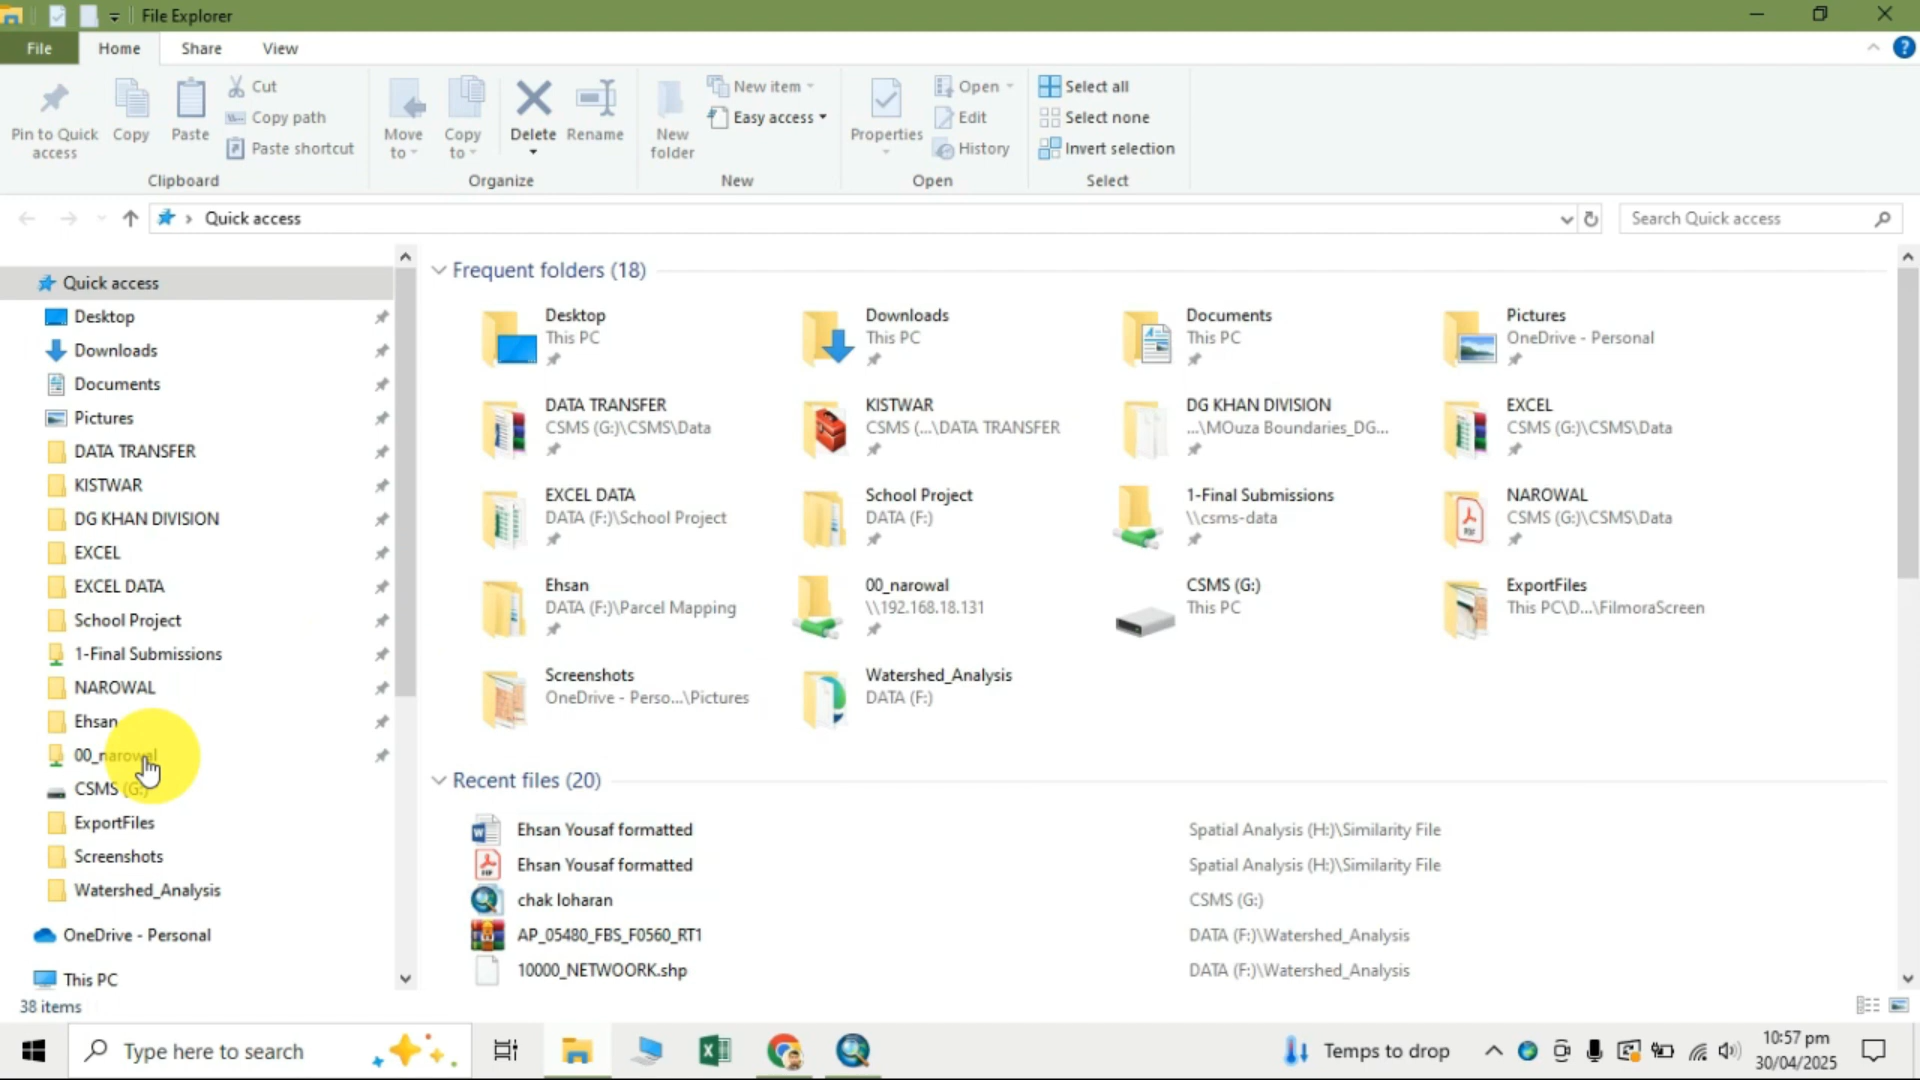 File Explorer
File Home Share View
Pin to Quick access
Copy
Paste
Cut
Copy path
Paste shortcut
Clipboard
Move to
Copy to
Delete
Rename
Organize
New folder
New item
Easy access
New
Properties
Open
Edit
History
Open
Select all
Select none
Invert selection
Select
Quick access
Search Quick access
Quick access
Desktop
Downloads
Documents
Pictures
DATA TRANSFER
KISTWAR
DG KHAN DIVISION
EXCEL
EXCEL DATA
School Project
1-Final Submissions
NAROWAL
Ehsan
00_narowal
CSMS (G:)
ExportFiles
Screenshots
Watershed_Analysis
OneDrive - Personal
This PC
Frequent folders (18)
Desktop
This PC
Downloads
This PC
Documents
This PC
Pictures
OneDrive - Personal
DATA TRANSFER
CSMS (G:)\CSMS\Data
KISTWAR
CSMS (...\DATA TRANSFER
DG KHAN DIVISION
...\MOuza Boundaries_DG...
EXCEL
CSMS (G:)\CSMS\Data
EXCEL DATA
DATA (F:)\School Project
School Project
DATA (F:)
1-Final Submissions
\\csms-data
NAROWAL
CSMS (G:)\CSMS\Data
Ehsan
DATA (F:)\Parcel Mapping
00_narowal
\\192.168.18.131
CSMS (G:)
This PC
ExportFiles
This PC\D...\FilmoraScreen
Screenshots
OneDrive - Perso...\Pictures
Watershed_Analysis
DATA (F:)
Recent files (20)
Ehsan Yousaf formatted Spatial Analysis (H:)\Similarity File
Ehsan Yousaf formatted Spatial Analysis (H:)\Similarity File
chak loharan CSMS (G:)
AP_05480_FBS_F0560_RT1 DATA (F:)\Watershed_Analysis
10000_NETWOORK.shp DATA (F:)\Watershed_Analysis
38 items
Type here to search
Temps to drop
10:57 pm
30/04/2025